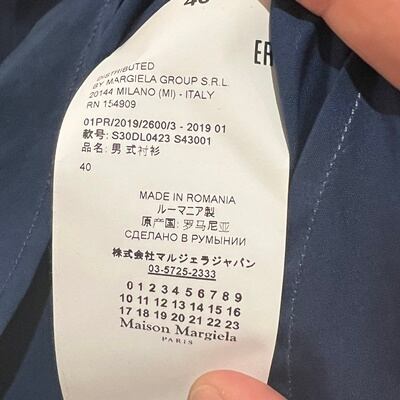 40
EAC
DISTRIBUTED
BY MARGIELA GROUP S.R.L.
20144 MILANO (MI) - ITALY
RN 154909
01PR/2019/2600/3 - 2019 01
款号: S30DL0423 S43001
品名: 男式衬衫
40
MADE IN ROMANIA
ルーマニア製
原产国: 罗马尼亚
СДЕЛАНО В РУМЫНИИ
株式会社マルジェラジャパン
03-5725-2333
0 1 2 3 4 5 6 7 8 9
10 11 12 13 14 15 16
17 18 19 20 21 22 23
Maison Margiela
PARIS